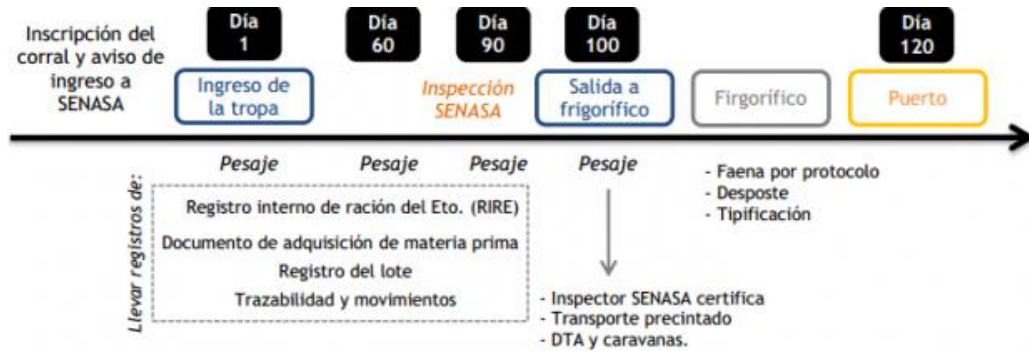 Inscripción del
corral y aviso de
ingreso a
SENASA
Día
1
Día
60
Día
90
Día
100
Día
120
Ingreso de
la tropa
Inspección
SENASA
Salida a
frigorífico
Firgorífico
Puerto
Pesaje
Pesaje
Pesaje
Pesaje
Llevar registros de:
Registro interno de ración del Eto. (RIRE)
Documento de adquisición de materia prima
Registro del lote
Trazabilidad y movimientos
- Faena por protocolo
- Desposte
- Tipificación
- Inspector SENASA certifica
- Transporte precintado
- DTA y caravanas.